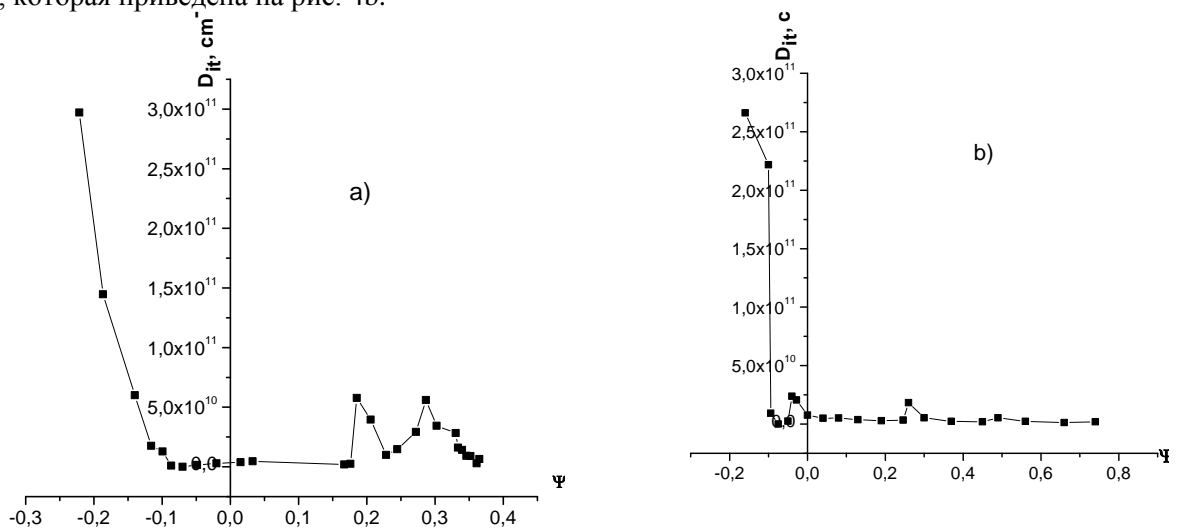 , которая приведена на рис. 4b.
D_it, cm^-
3,0x10^11
2,5x10^11
2,0x10^11
1,5x10^11
1,0x10^11
5,0x10^10
0,0
a)
-0,3 -0,2 -0,1 0,0 0,1 0,2 0,3 0,4
Ψ
D_it, c
3,0x10^11
2,5x10^11
2,0x10^11
1,5x10^11
1,0x10^11
5,0x10^10
0,0
b)
-0,2 0,0 0,2 0,4 0,6 0,8
Ψ